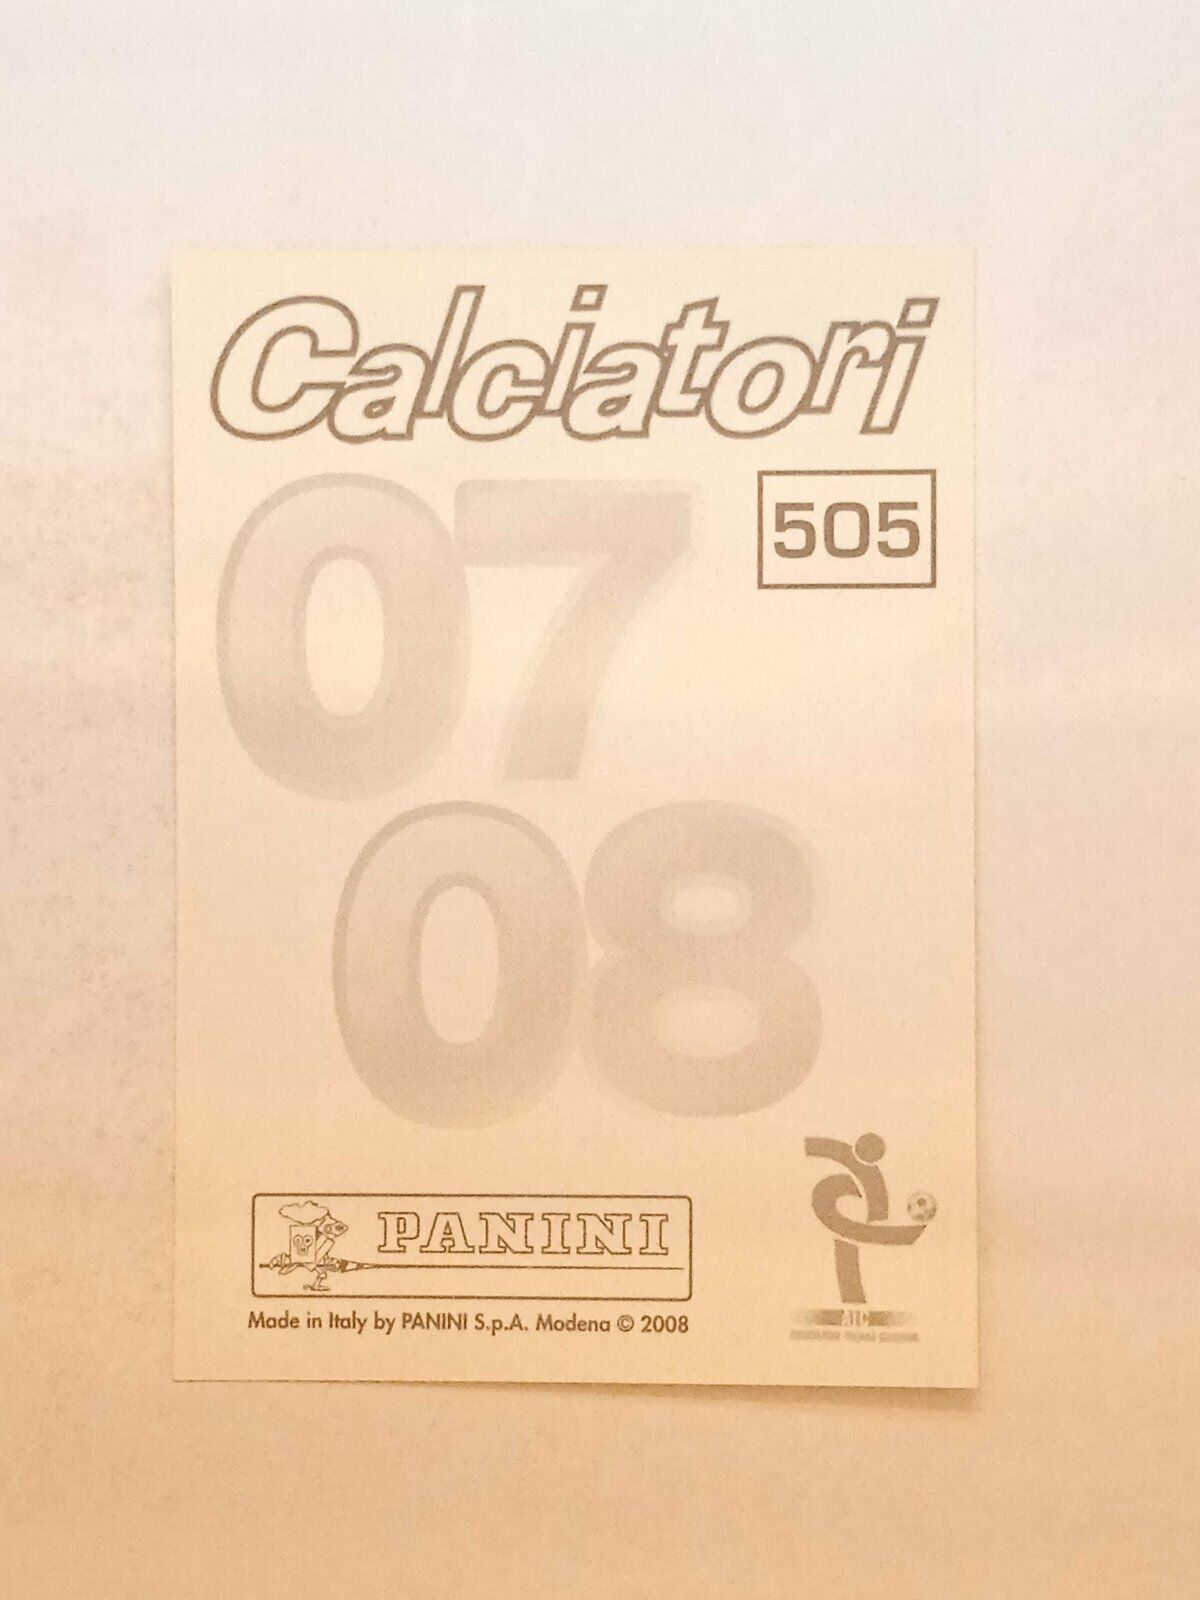 Calciatori
07
505
08
PANINI
Made in Italy by PANINI S.p.A. Modena © 2008